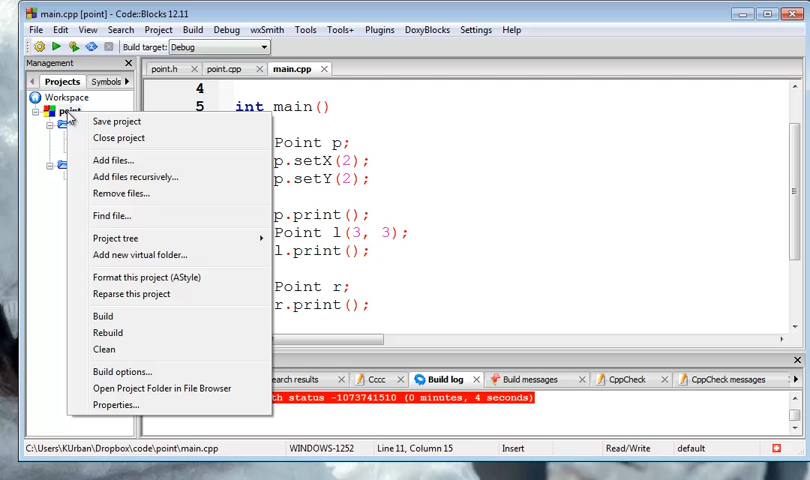 main.cpp [point] - Code::Blocks 12.11
File Edit View Search Project Build Debug wxSmith Tools Tools+ Plugins DoxyBlocks Settings Help
Build target: Debug
Management
Projects Symbols
Workspace
point
Save project
Close project
Add files...
Add files recursively...
Remove files...
Find file...
Project tree
Add new virtual folder...
Format this project (AStyle)
Reparse this project
Build
Rebuild
Clean
Build options...
Open Project Folder in File Browser
Properties...
point.h point.cpp main.cpp
4
5 int main()
Point p;
p.setX(2);
p.setY(2);
p.print();
Point l(3, 3);
l.print();
Point r;
r.print();
earch results Cccc Build log Build messages CppCheck CppCheck messages
th status -1073741510 (0 minutes, 4 seconds)
C:\Users\KUrban\Dropbox\code\point\main.cpp WINDOWS-1252 Line 11, Column 15 Insert Read/Write default